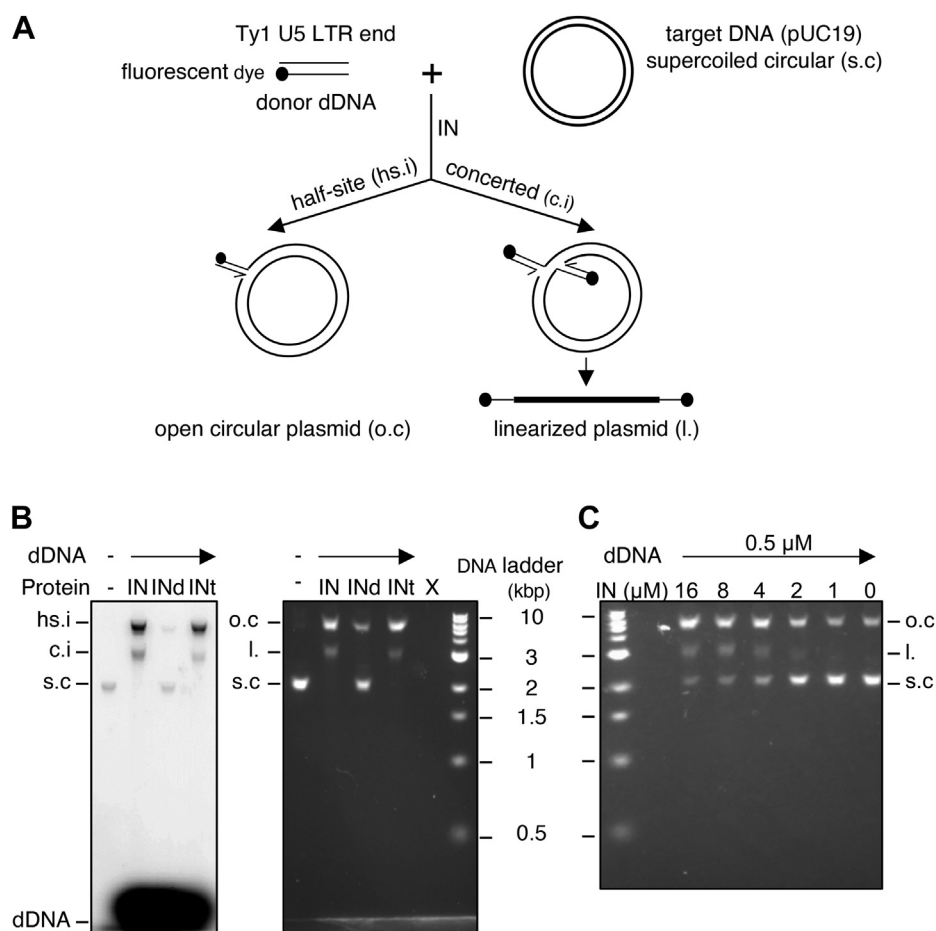 A
Ty1 U5 LTR end
fluorescent dye
donor dDNA
+
target DNA (pUC19)
supercoiled circular (s.c)
IN
half-site (hs.i)
concerted (c.i)
open circular plasmid (o.c)
linearized plasmid (l.)
B
dDNA -
Protein - IN INd INt
hs.i
c.i
s.c
dDNA
-
- IN INd INt X
o.c
l.
s.c
DNA ladder
(kbp)
10
3
2
1.5
1
0.5
C
dDNA 0.5 µM
IN (µM) 16 8 4 2 1 0
o.c
l.
s.c